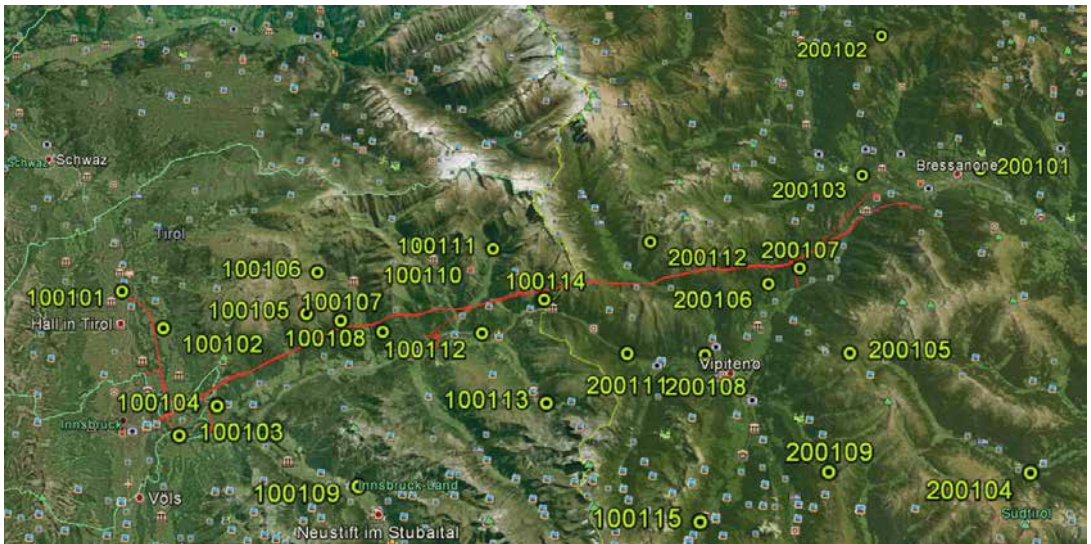 200102
Schwaz
Schwaz
Bressanone
200101
200103
Tirol
100111
200112
200107
100106
100110
100101
100114
200106
100105
100107
Hall in Tirol
100102
100108
100112
200105
Vipiteno
200111
200108
100104
100113
Innsbruck
100103
200109
100109
Innsbruck-Land
200104
Völs
100115
Südtirol
Neustift im Stubaital